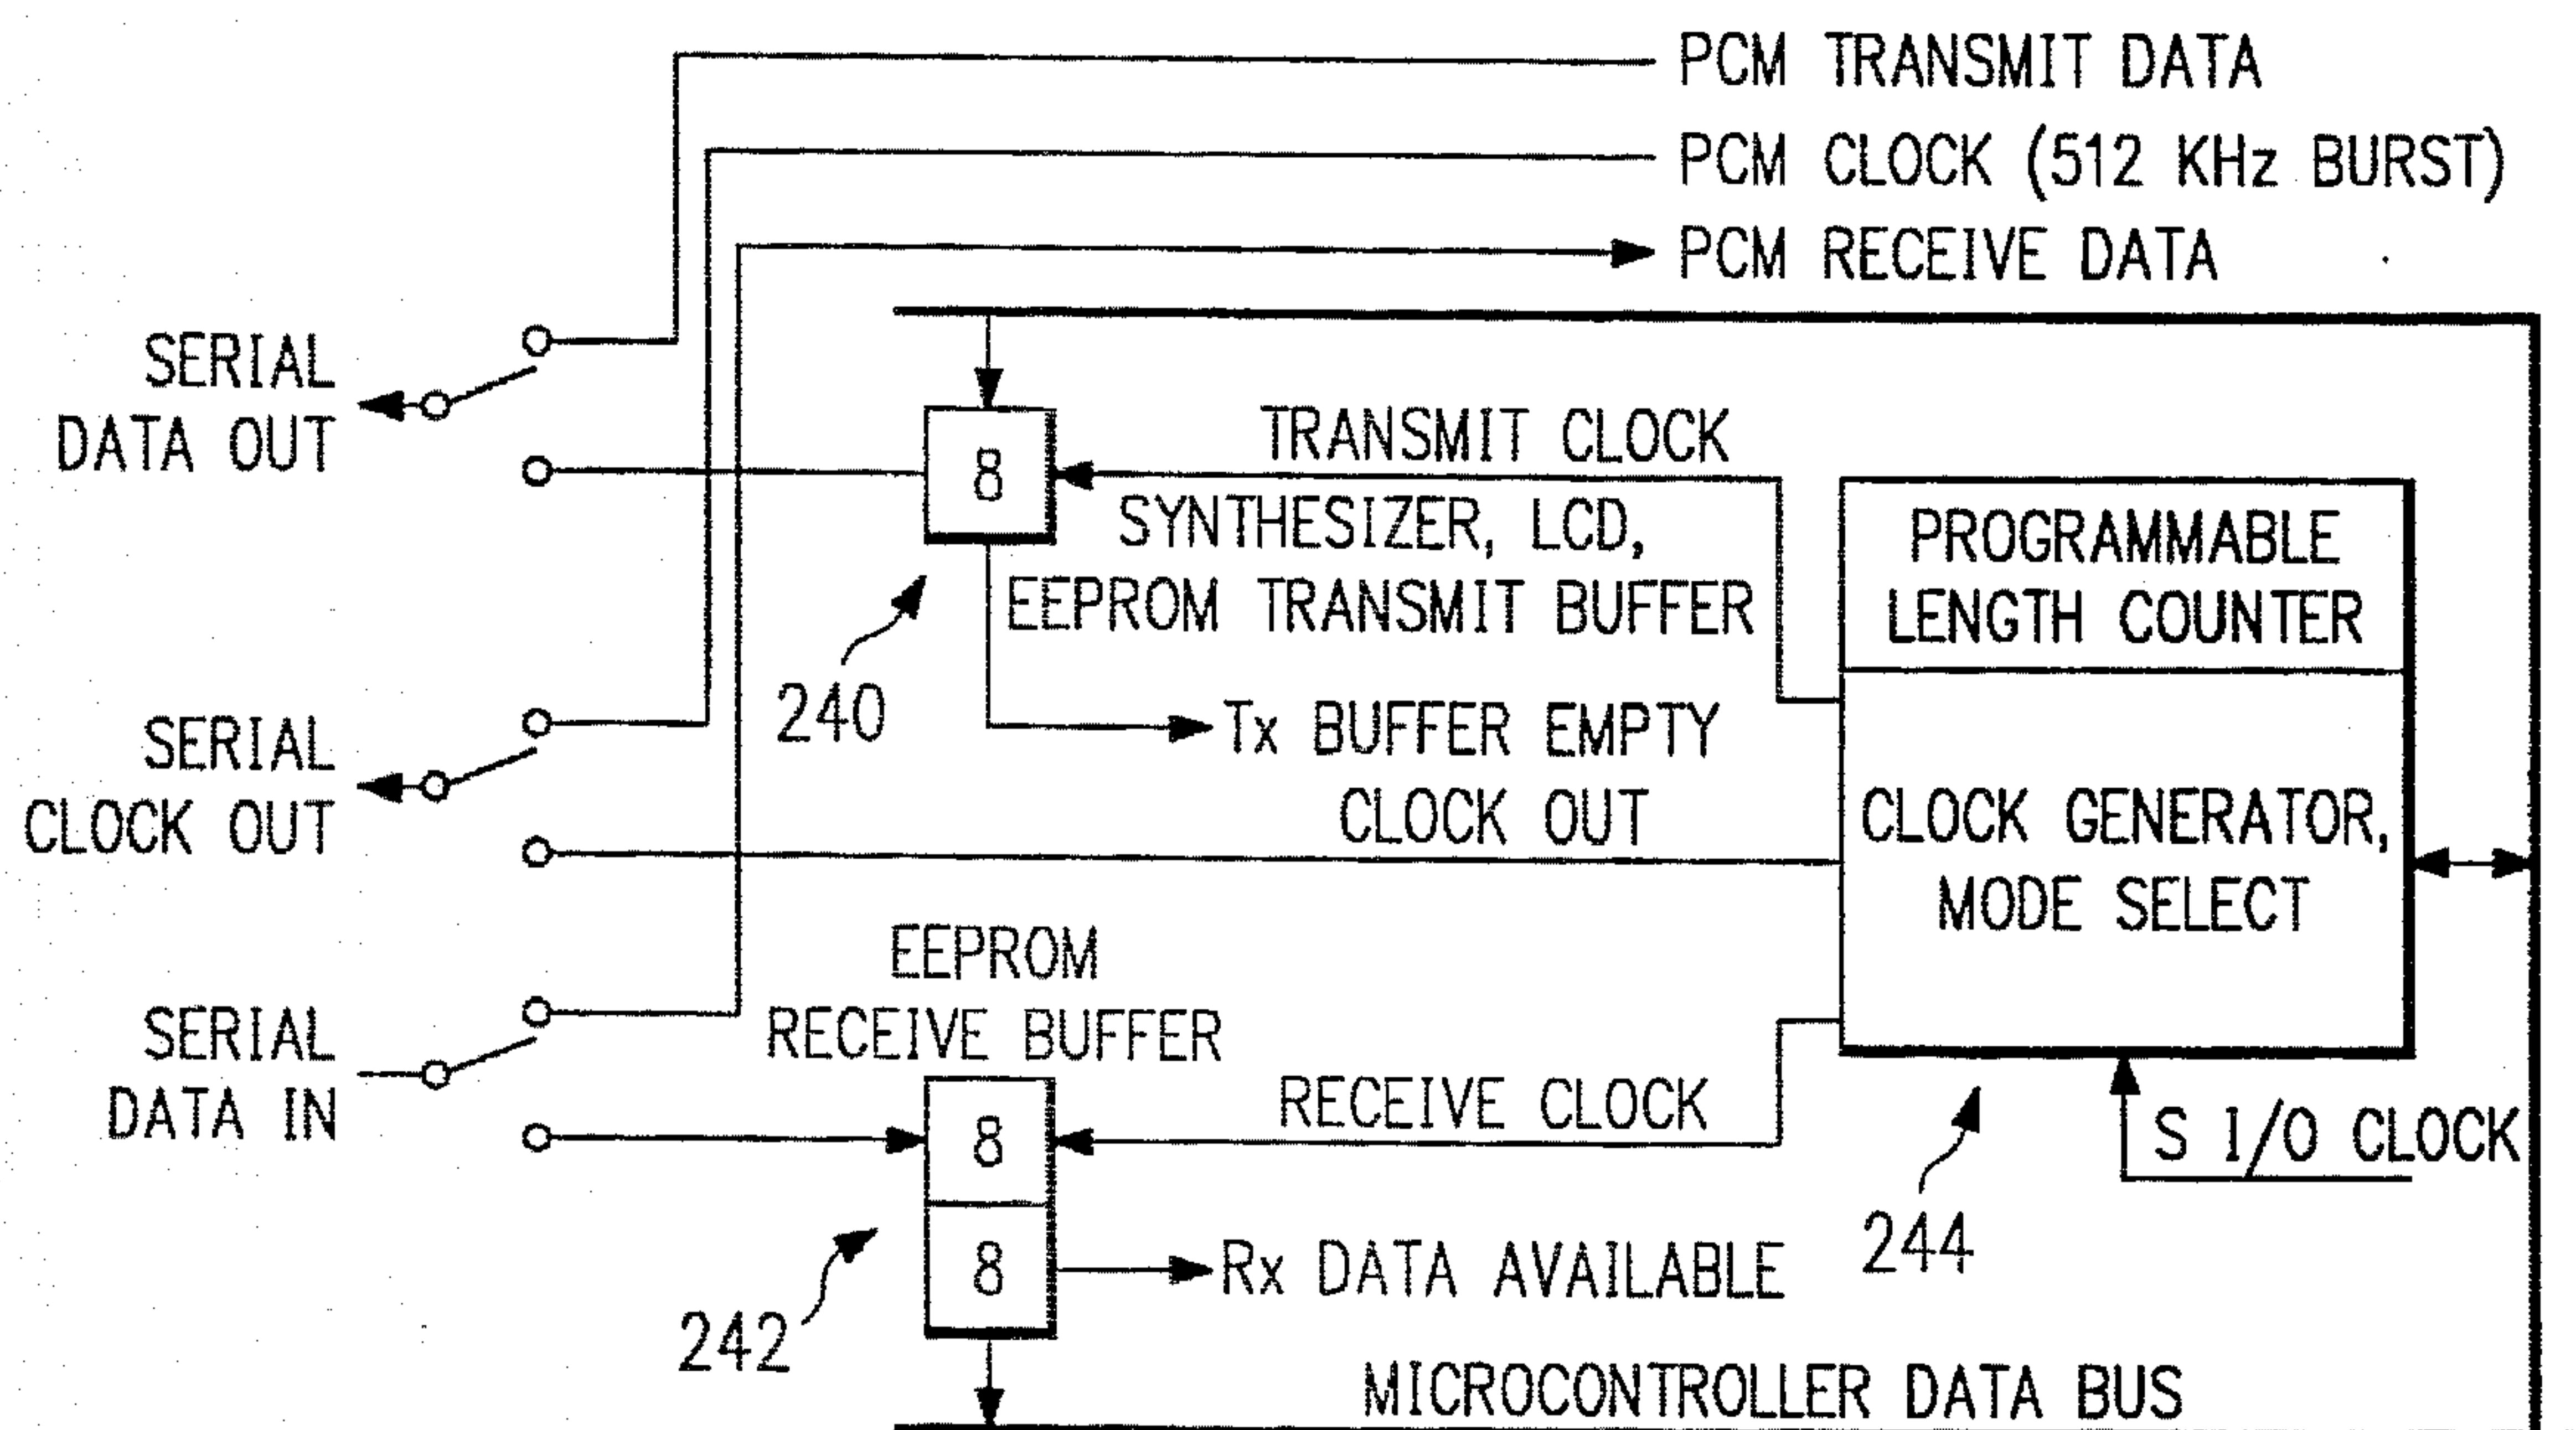 PCM TRANSMIT DATA
PCM CLOCK (512 KHz BURST)
PCM RECEIVE DATA
SERIAL
DATA OUT
8
TRANSMIT CLOCK
SYNTHESIZER, LCD,
EEPROM TRANSMIT BUFFER
240
Tx BUFFER EMPTY
PROGRAMMABLE
LENGTH COUNTER
CLOCK GENERATOR,
MODE SELECT
SERIAL
CLOCK OUT
CLOCK OUT
EEPROM
RECEIVE BUFFER
SERIAL
DATA IN
8
8
RECEIVE CLOCK
S I/O CLOCK
244
242
Rx DATA AVAILABLE
MICROCONTROLLER DATA BUS